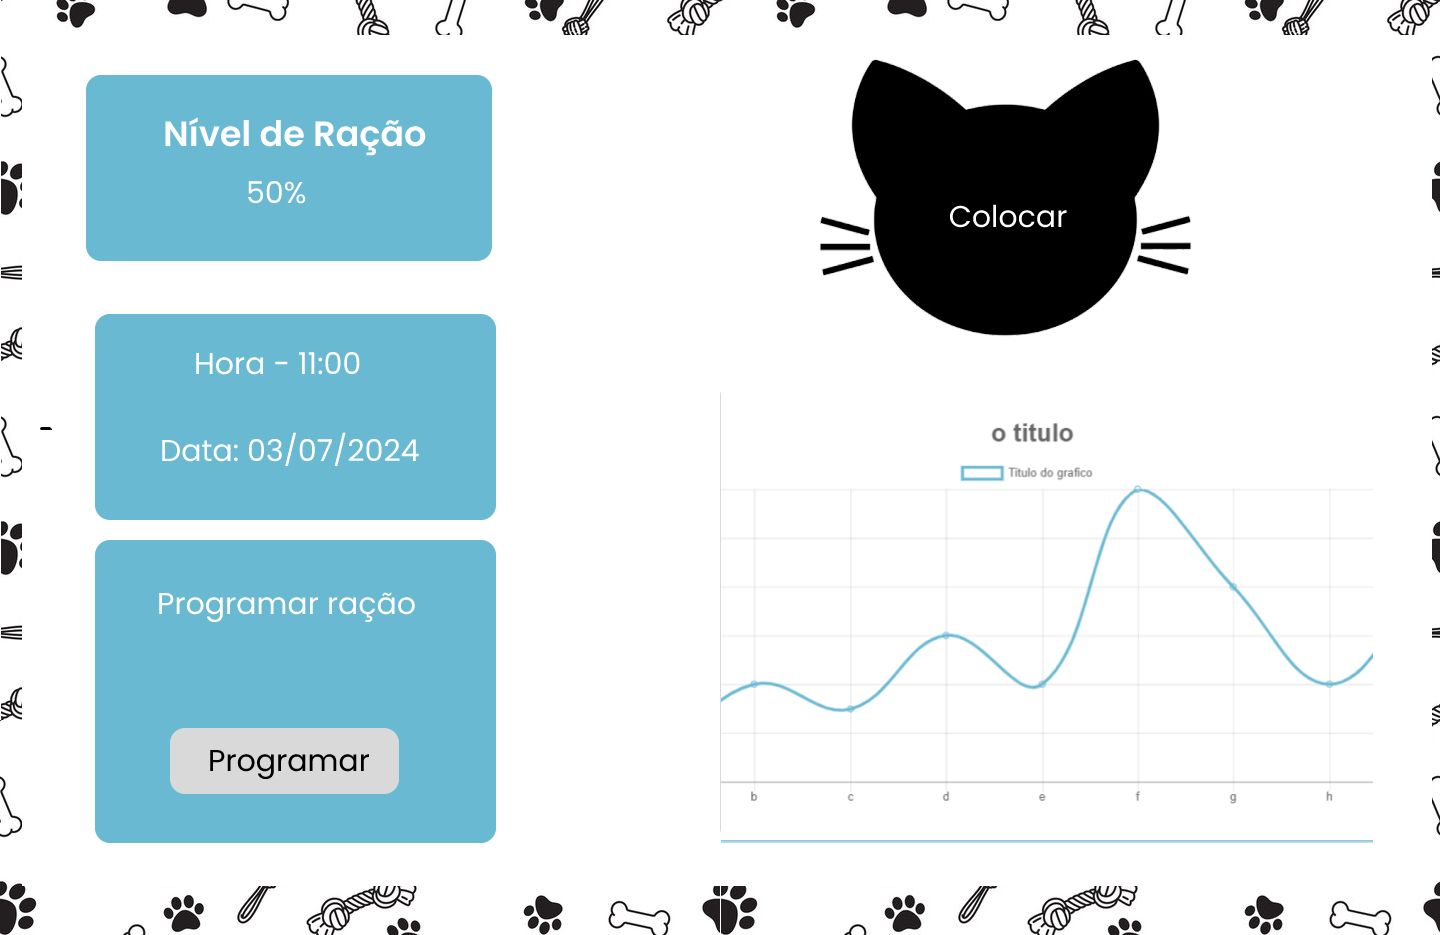 Nível de Ração
50%
Hora - 11:00
Data: 03/07/2024
Programar ração
Programar
Colocar
o titulo
Titulo do grafico
b c d e f g h